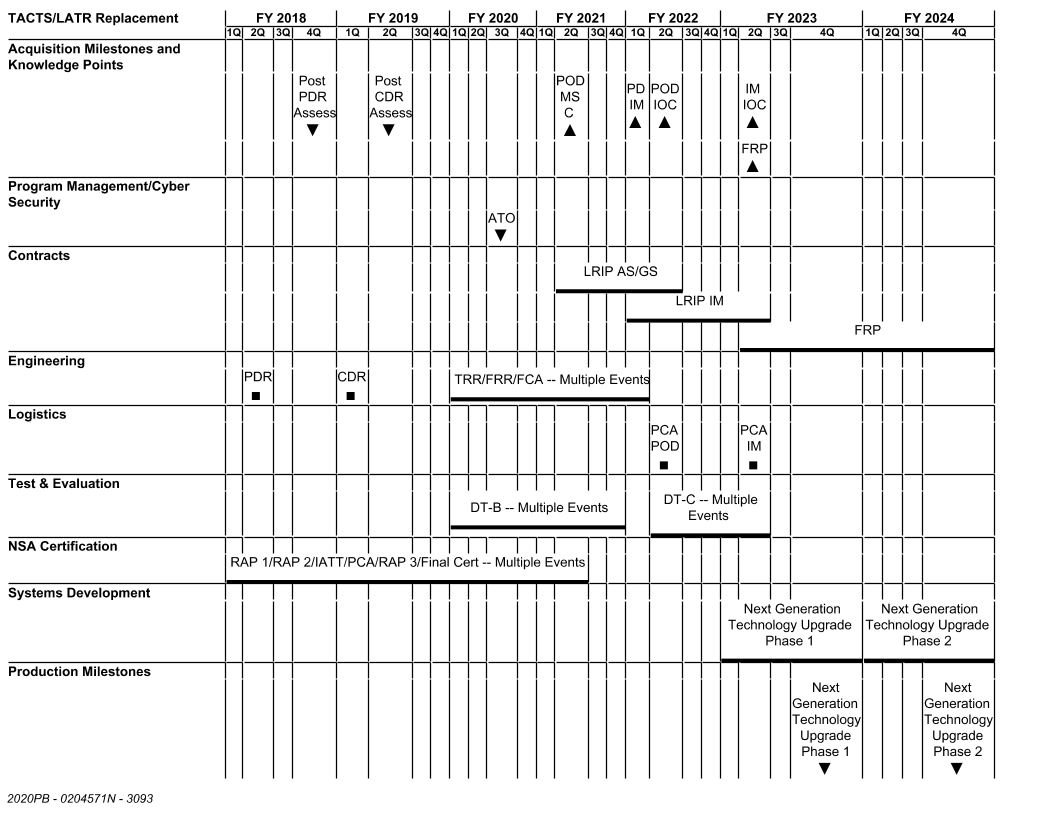 TACTS/LATR Replacement FY 2018 FY 2019 FY 2020 FY 2021 FY 2022 FY 2023 FY 2024
1Q 2Q 3Q 4Q 1Q 2Q 3Q 4Q 1Q 2Q 3Q 4Q 1Q 2Q 3Q 4Q 1Q 2Q 3Q 4Q 1Q 2Q 3Q 4Q 1Q 2Q 3Q 4Q
Acquisition Milestones and
Knowledge Points
Post
PDR
Assess
Post
CDR
Assess
POD
MS
C
PD
IM
POD
IOC
IM
IOC
FRP
Program Management/Cyber
Security
ATO
Contracts
LRIP AS/GS
LRIP IM
FRP
Engineering
PDR
CDR
TRR/FRR/FCA -- Multiple Events
Logistics
PCA
POD
PCA
IM
Test & Evaluation
DT-B -- Multiple Events
DT-C -- Multiple
Events
NSA Certification
RAP 1/RAP 2/IATT/PCA/RAP 3/Final Cert -- Multiple Events
Systems Development
Next Generation
Technology Upgrade
Phase 1
Next Generation
Technology Upgrade
Phase 2
Production Milestones
Next
Generation
Technology
Upgrade
Phase 1
Next
Generation
Technology
Upgrade
Phase 2
2020PB - 0204571N - 3093